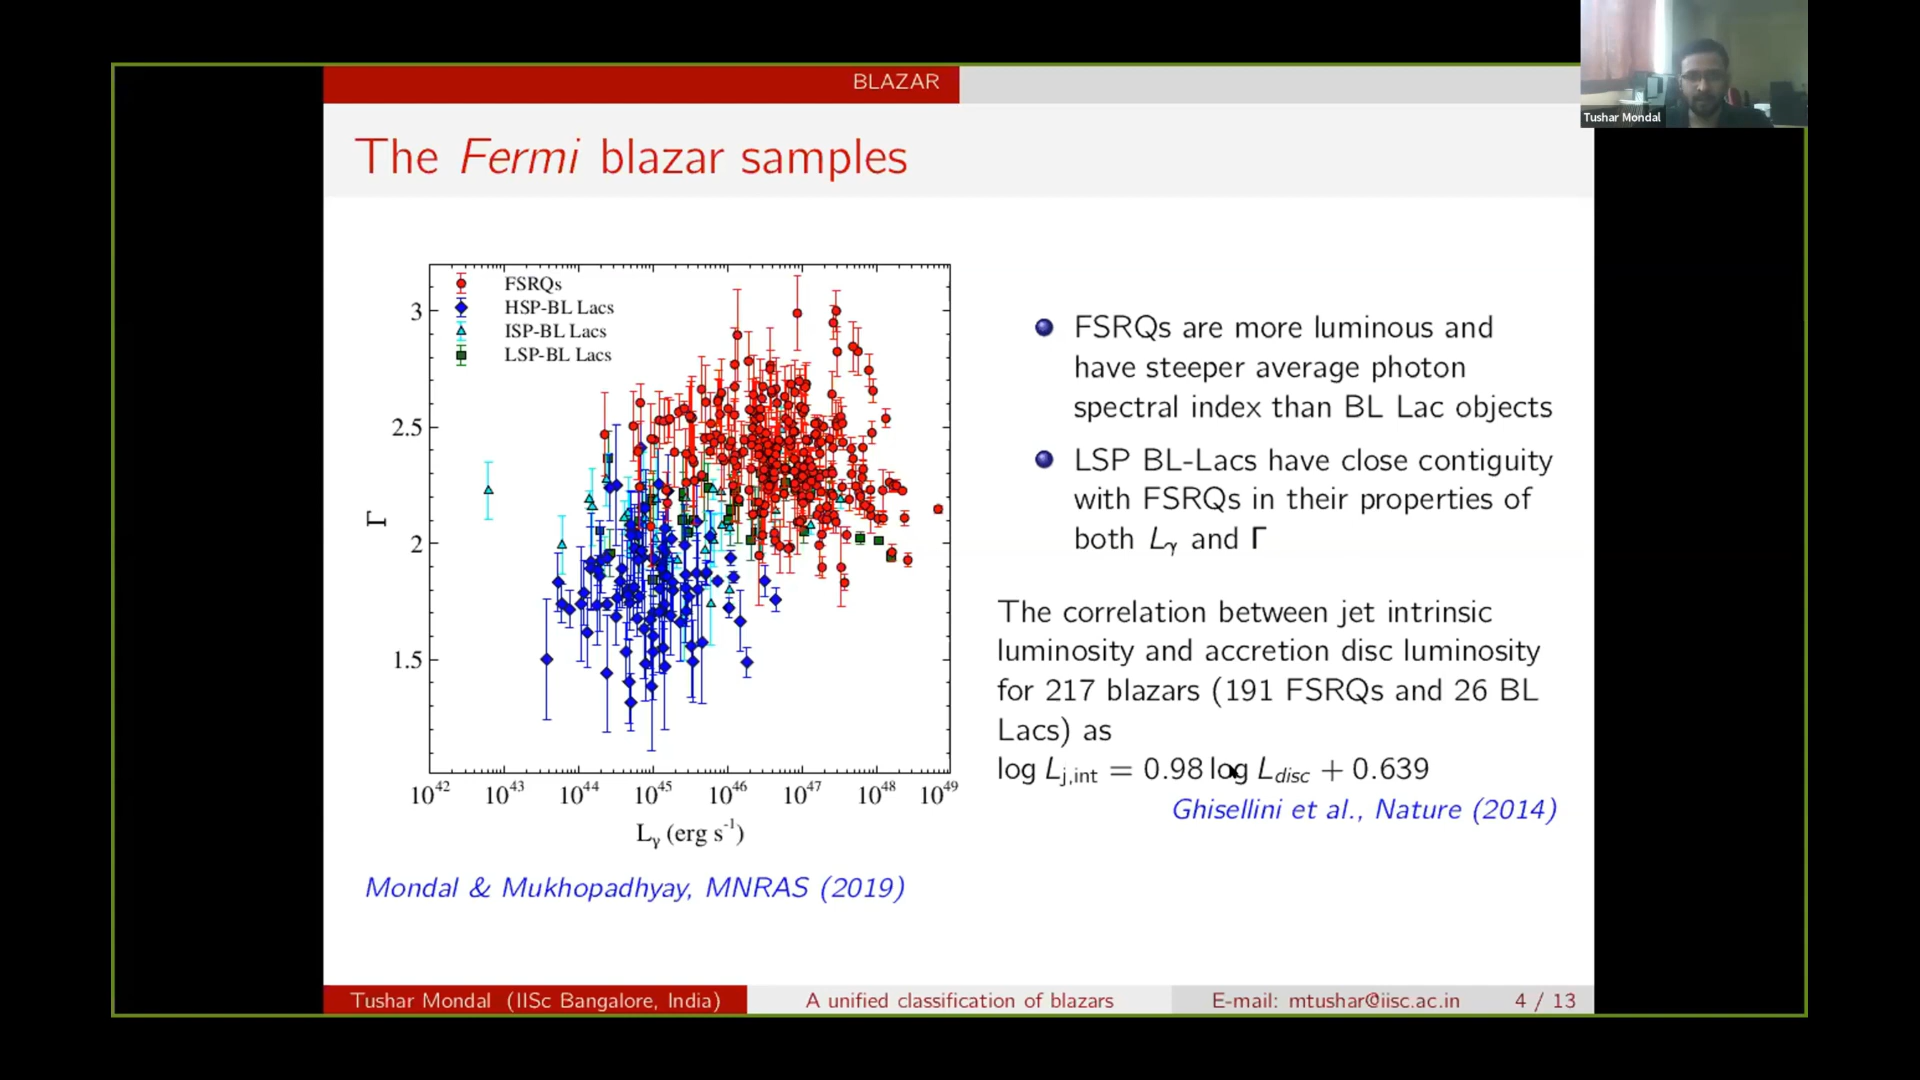 BLAZAR
Tushar Mondal
The Fermi blazar samples
FSRQs
HSP-BL Lacs
ISP-BL Lacs
LSP-BL Lacs
3
2.5
2
1.5
Γ
10^42 10^43 10^44 10^45 10^46 10^47 10^48 10^49
L_γ (erg s^-1)
Mondal & Mukhopadhyay, MNRAS (2019)
FSRQs are more luminous and
have steeper average photon
spectral index than BL Lac objects
LSP BL-Lacs have close contiguity
with FSRQs in their properties of
both L_γ and Γ
The correlation between jet intrinsic
luminosity and accretion disc luminosity
for 217 blazars (191 FSRQs and 26 BL
Lacs) as
log L_j,int = 0.98 log L_disc + 0.639
Ghisellini et al., Nature (2014)
Tushar Mondal (IISc Bangalore, India) A unified classification of blazars E-mail: mtushar@iisc.ac.in 4 / 13